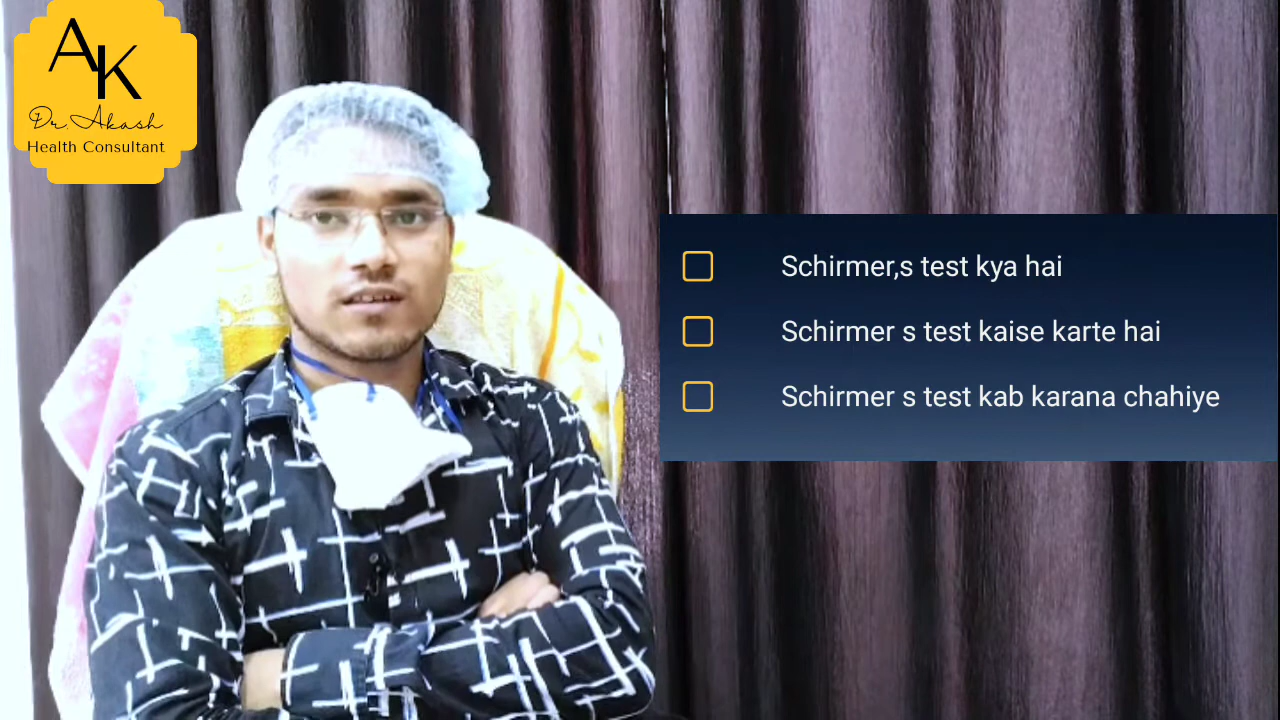 AK
Dr. Akash
Health Consultant
Schirmer,s test kya hai
Schirmer s test kaise karte hai
Schirmer s test kab karana chahiye